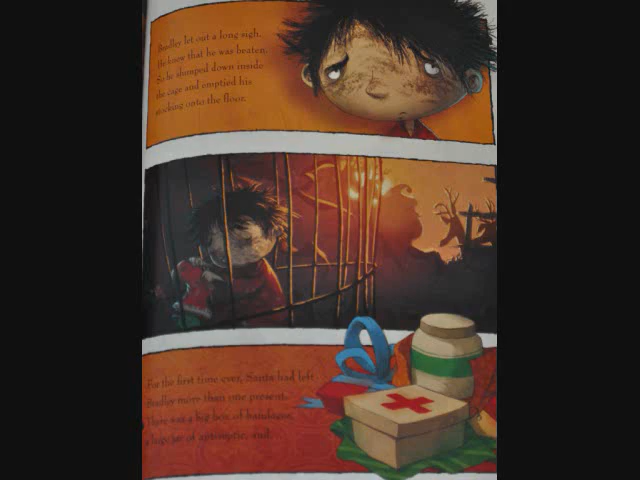 Bradley let out a long sigh.
He knew that he was beaten.
So he slumped down inside
the cage and emptied his
stocking onto the floor.
For the first time ever, Santa had left
Bradley more than one present.
There was a big box of bandages,
a huge jar of antiseptic, and